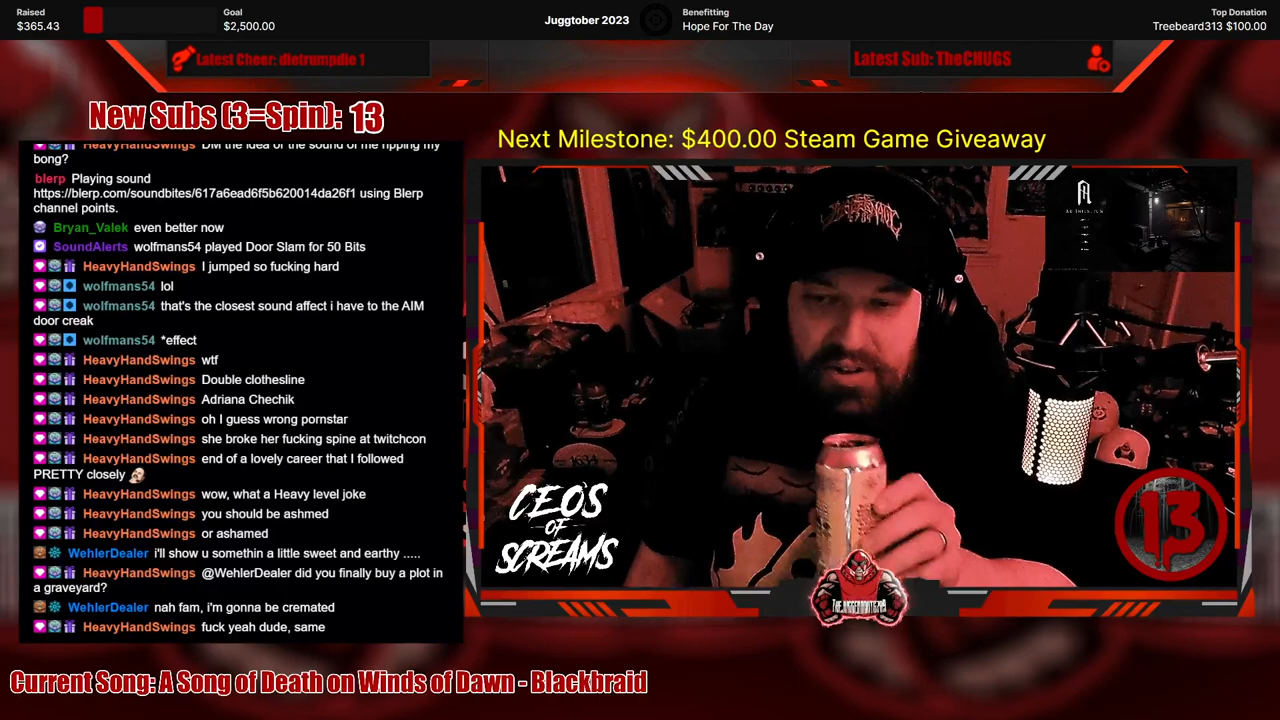 Raised
$365.43
Goal
$2,500.00
Juggtober 2023
Benefitting
Hope For The Day
Top Donation
Treebeard313 $100.00
Latest Cheer: dietrumpdie 1
Latest Sub: TheCHUGS
New Subs (3=Spin): 13
Next Milestone: $400.00 Steam Game Giveaway
HeavyHandSwings DM the idea of the sound of me ripping my
bong?
blerp Playing sound
https://blerp.com/soundbites/617a6ead6f5b620014da26f1 using Blerp
channel points.
Bryan_Valek even better now
SoundAlerts wolfmans54 played Door Slam for 50 Bits
HeavyHandSwings I jumped so fucking hard
wolfmans54 lol
wolfmans54 that's the closest sound affect i have to the AIM
door creak
wolfmans54 *effect
HeavyHandSwings wtf
HeavyHandSwings Double clothesline
HeavyHandSwings Adriana Chechik
HeavyHandSwings oh I guess wrong pornstar
HeavyHandSwings she broke her fucking spine at twitchcon
HeavyHandSwings end of a lovely career that I followed
PRETTY closely
HeavyHandSwings wow, what a Heavy level joke
HeavyHandSwings you should be ashmed
HeavyHandSwings or ashamed
WehlerDealer i'll show u somethin a little sweet and earthy .....
HeavyHandSwings @WehlerDealer did you finally buy a plot in
a graveyard?
WehlerDealer nah fam, i'm gonna be cremated
HeavyHandSwings fuck yeah dude, same
1634
CEO'S
OF
SCREAMS
13
THEJUGGERNAUT6789
Current Song: A Song of Death on Winds of Dawn - Blackbraid